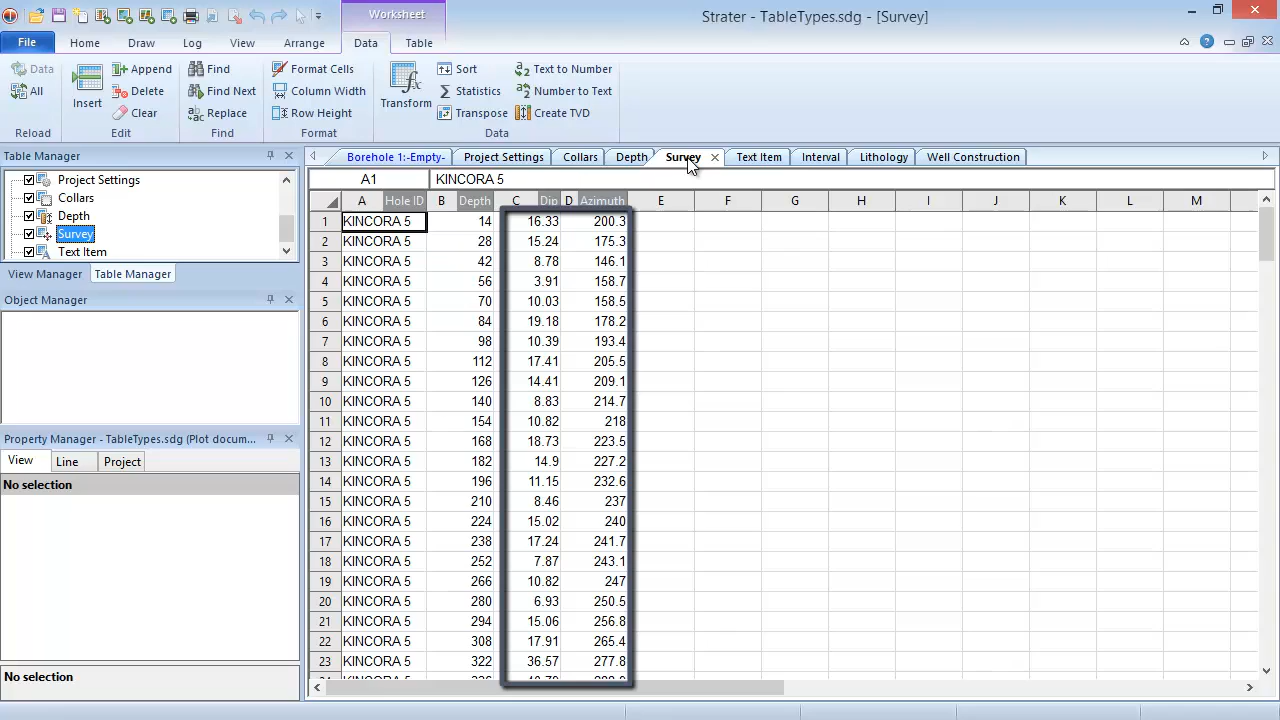 Worksheet
Strater - TableTypes.sdg - [Survey]
File Home Draw Log View Arrange Data Table
Data
All
Reload
Insert
Append
Delete
Clear
Edit
Find
Find Next
Replace
Find
Format Cells
Column Width
Row Height
Format
Transform
Sort
Statistics
Transpose
Text to Number
Number to Text
Create TVD
Data
Table Manager
Project Settings
Collars
Depth
Survey
Text Item
View Manager Table Manager
Object Manager
Property Manager - TableTypes.sdg (Plot docum...
View Line Project
No selection
No selection
Borehole 1:-Empty- Project Settings Collars Depth Survey Text Item Interval Lithology Well Construction
A1 KINCORA 5
A Hole ID B Depth C Dip D Azimuth E F G H I J K L M
1 KINCORA 5 14 16.33 200.3
2 KINCORA 5 28 15.24 175.3
3 KINCORA 5 42 8.78 146.1
4 KINCORA 5 56 3.91 158.7
5 KINCORA 5 70 10.03 158.5
6 KINCORA 5 84 19.18 178.2
7 KINCORA 5 98 10.39 193.4
8 KINCORA 5 112 17.41 205.5
9 KINCORA 5 126 14.41 209.1
10 KINCORA 5 140 8.83 214.7
11 KINCORA 5 154 10.82 218
12 KINCORA 5 168 18.73 223.5
13 KINCORA 5 182 14.9 227.2
14 KINCORA 5 196 11.15 232.6
15 KINCORA 5 210 8.46 237
16 KINCORA 5 224 15.02 240
17 KINCORA 5 238 17.24 241.7
18 KINCORA 5 252 7.87 243.1
19 KINCORA 5 266 10.82 247
20 KINCORA 5 280 6.93 250.5
21 KINCORA 5 294 15.06 256.8
22 KINCORA 5 308 17.91 265.4
23 KINCORA 5 322 36.57 277.8